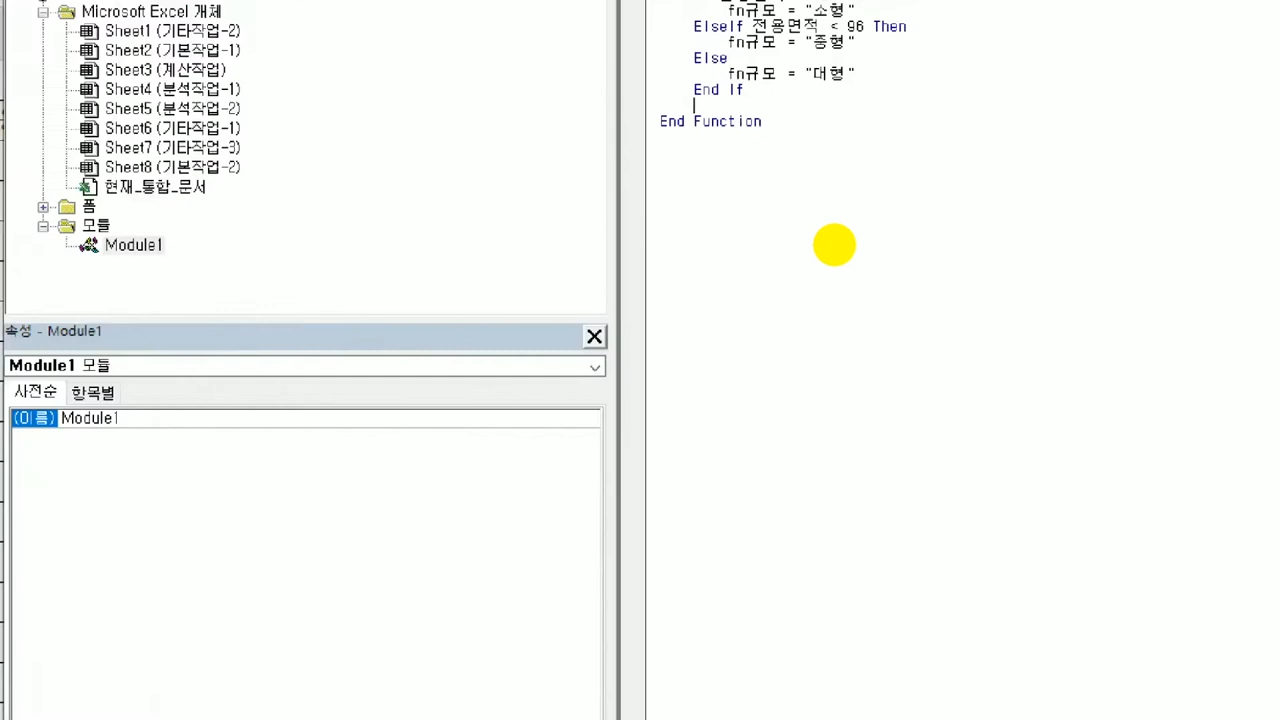 Microsoft Excel 개체
Sheet1 (기타작업-2)
Sheet2 (기본작업-1)
Sheet3 (계산작업)
Sheet4 (분석작업-1)
Sheet5 (분석작업-2)
Sheet6 (기타작업-1)
Sheet7 (기타작업-3)
Sheet8 (기본작업-2)
현재_통합_문서
폼
모듈
Module1
속성 - Module1
Module1 모듈
사전순 항목별
(이름) Module1
fn규모 = "소형"
ElseIf 전용면적 < 96 Then
fn규모 = "중형"
Else
fn규모 = "대형"
End If
End Function